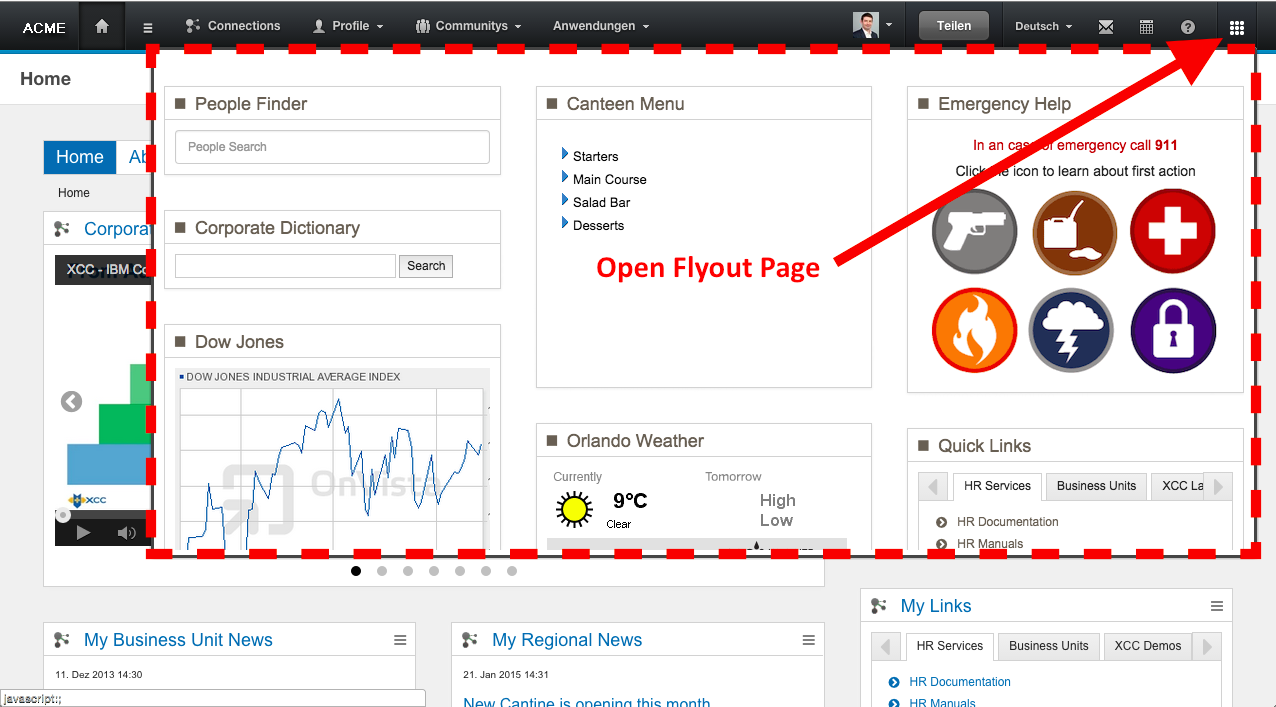 ACME
Connections
Profile
Communitys
Anwendungen
Teilen
Deutsch
Home
Home
Ab
Home
Corporat
XCC - IBM Co
XCC
People Finder
People Search
Corporate Dictionary
Search
Dow Jones
DOW JONES INDUSTRIAL AVERAGE INDEX
OnVista
Canteen Menu
Starters
Main Course
Salad Bar
Desserts
Open Flyout Page
Orlando Weather
Currently
Tomorrow
9°C
Clear
High
Low
Emergency Help
In an case of emergency call 911
Click the icon to learn about first action
Quick Links
HR Services
Business Units
XCC La
HR Documentation
HR Manuals
My Business Unit News
11. Dez 2013 14:30
My Regional News
21. Jan 2015 14:31
New Cantine is opening this month
My Links
HR Services
Business Units
XCC Demos
HR Documentation
HR Manuals
javascript:;